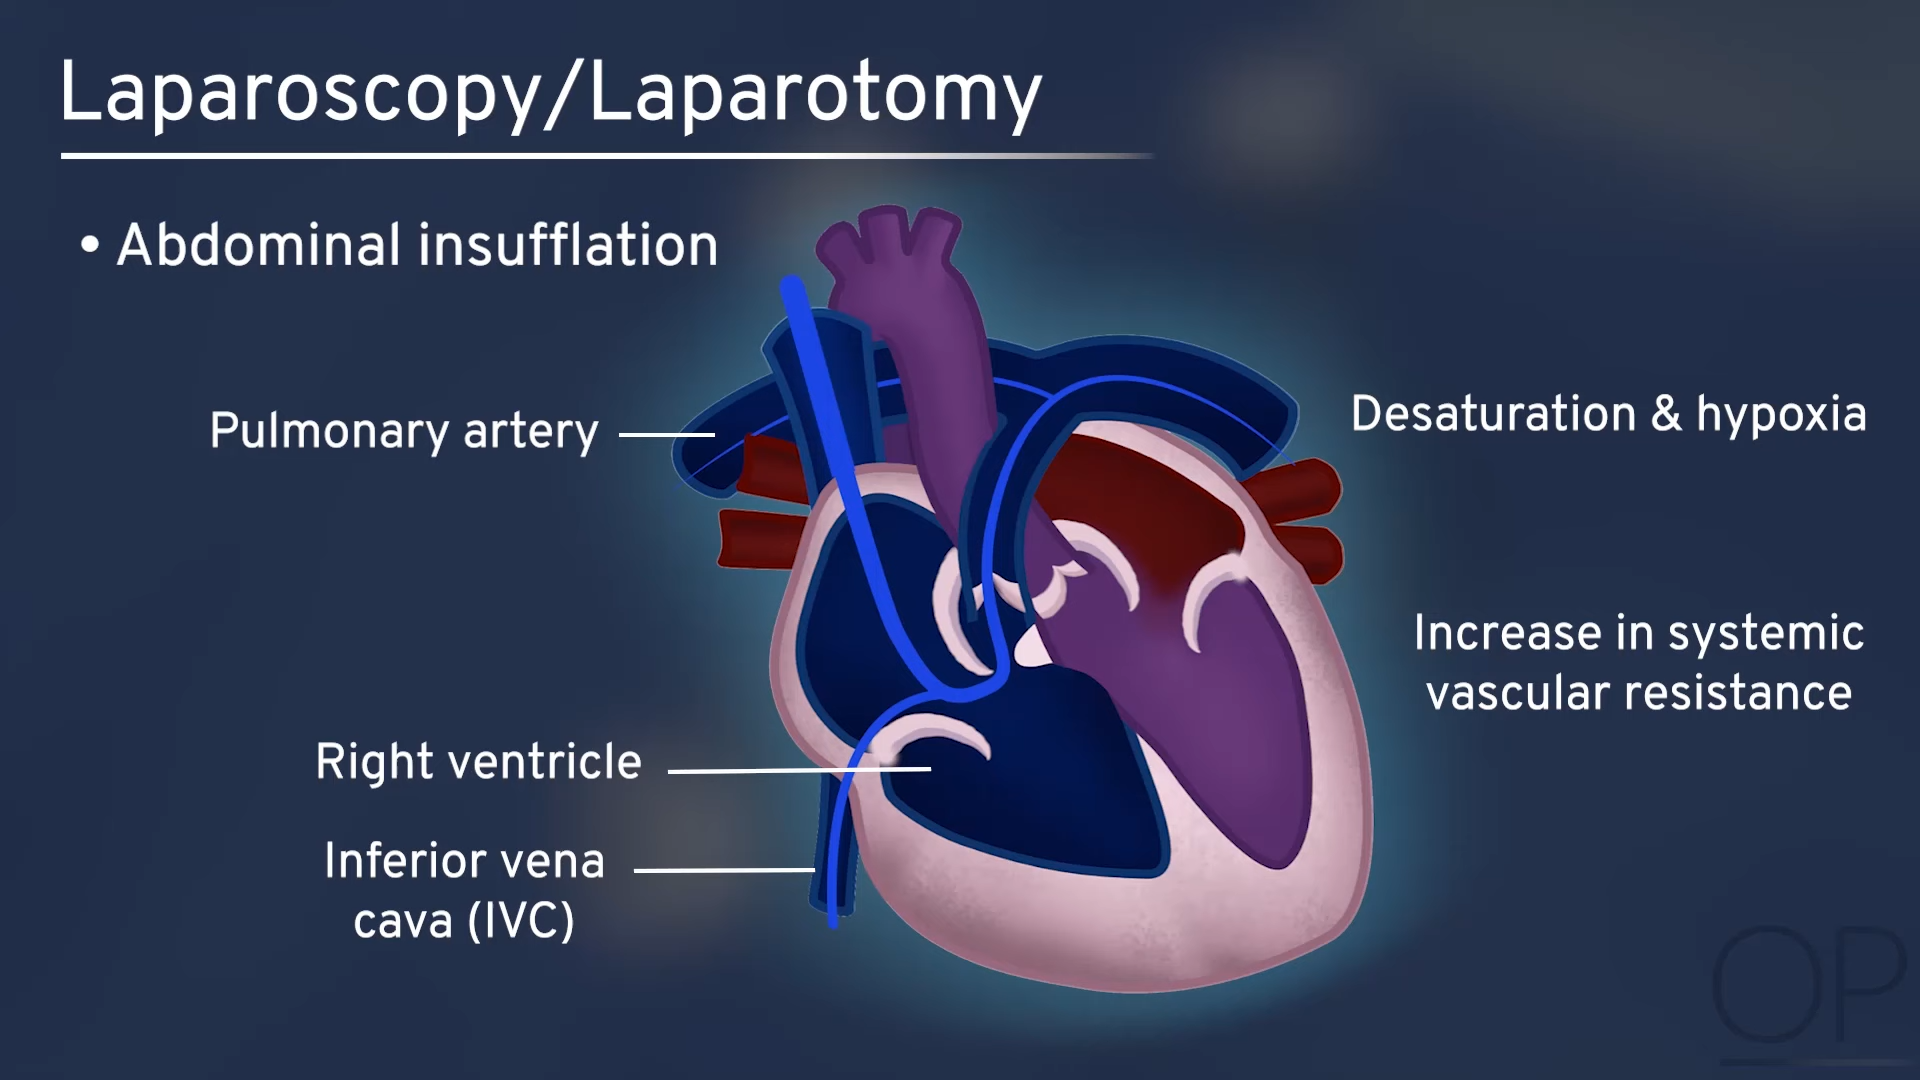 Laparoscopy/Laparotomy
• Abdominal insufflation
Pulmonary artery
Desaturation & hypoxia
Increase in systemic
vascular resistance
Right ventricle
Inferior vena
cava (IVC)
OP